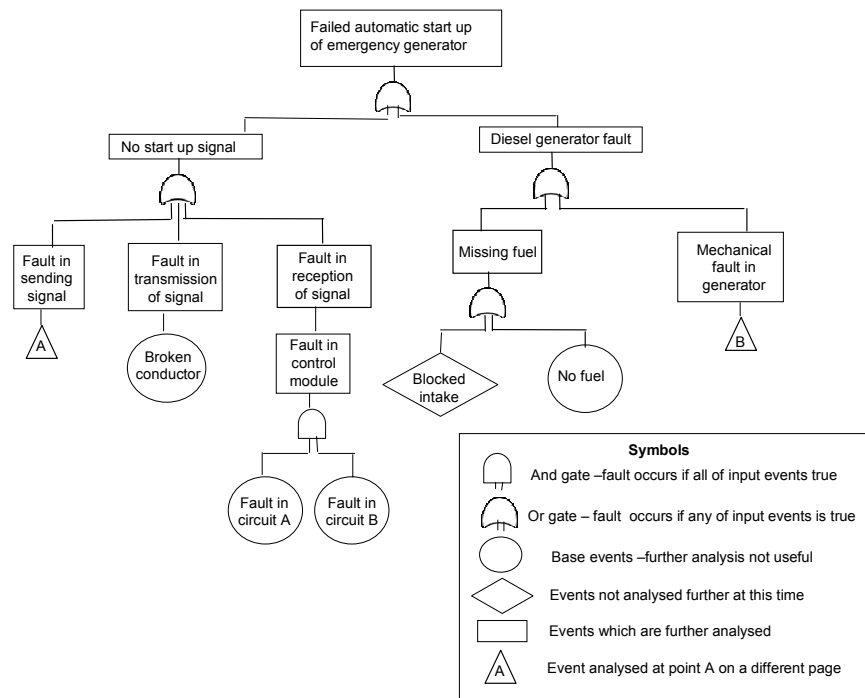 Failed automatic start up
of emergency generator
No start up signal
Diesel generator fault
Fault in
sending
signal
Fault in
transmission
of signal
Fault in
reception
of signal
Missing fuel
Mechanical
fault in
generator
A
Broken
conductor
Fault in
control
module
Blocked
intake
No fuel
B
Fault in
circuit A
Fault in
circuit B
Symbols
And gate –fault occurs if all of input events true
Or gate – fault occurs if any of input events is true
Base events –further analysis not useful
Events not analysed further at this time
Events which are further analysed
A
Event analysed at point A on a different page